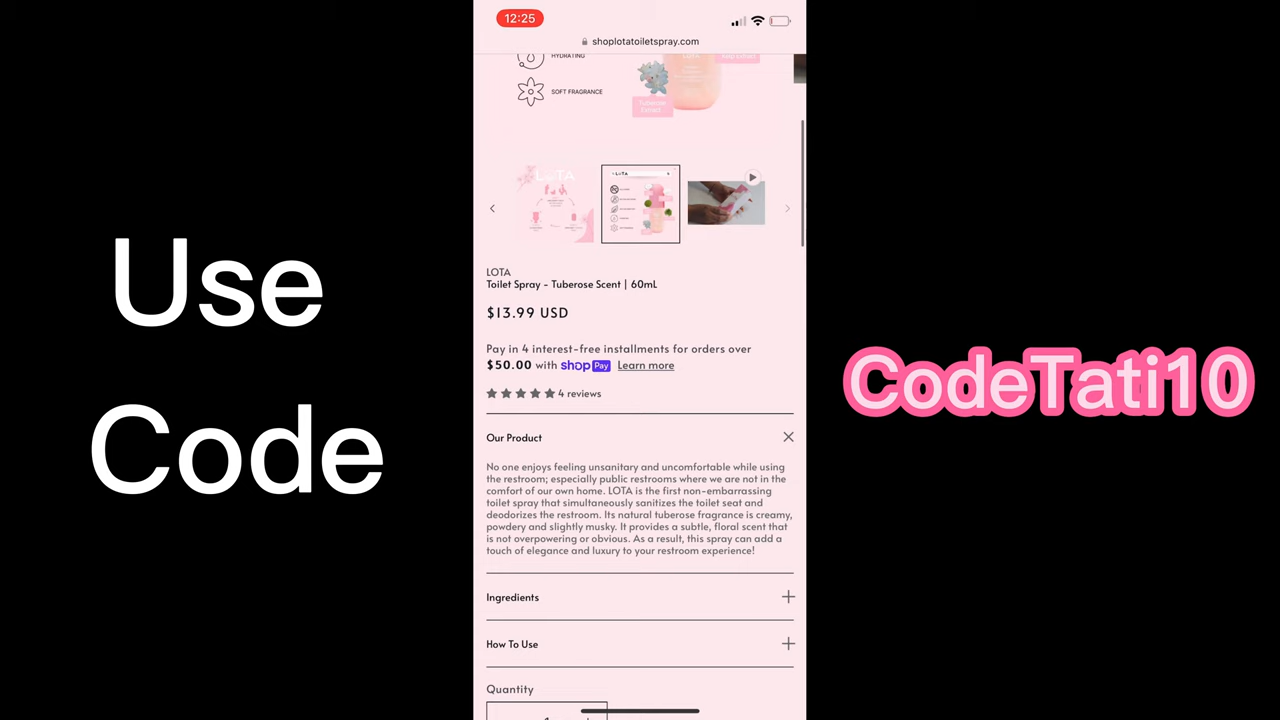 12:25
shoplotatoiletspray.com
HYDRATING
SOFT FRAGRANCE
Tuberose
Extract
LOTA
Toilet Spray - Tuberose Scent | 60mL
$13.99 USD
Pay in 4 interest-free installments for orders over
$50.00 with shop Pay Learn more
4 reviews
Our Product
No one enjoys feeling unsanitary and uncomfortable while using
the restroom; especially public restrooms where we are not in the
comfort of our own home. LOTA is the first non-embarrassing
toilet spray that simultaneously sanitizes the toilet seat and
deodorizes the restroom. Its natural tuberose fragrance is creamy,
powdery and slightly musky. It provides a subtle, floral scent that
is not overpowering or obvious. As a result, this spray can add a
touch of elegance and luxury to your restroom experience!
Ingredients
How To Use
Quantity
Use
Code
CodeTati10